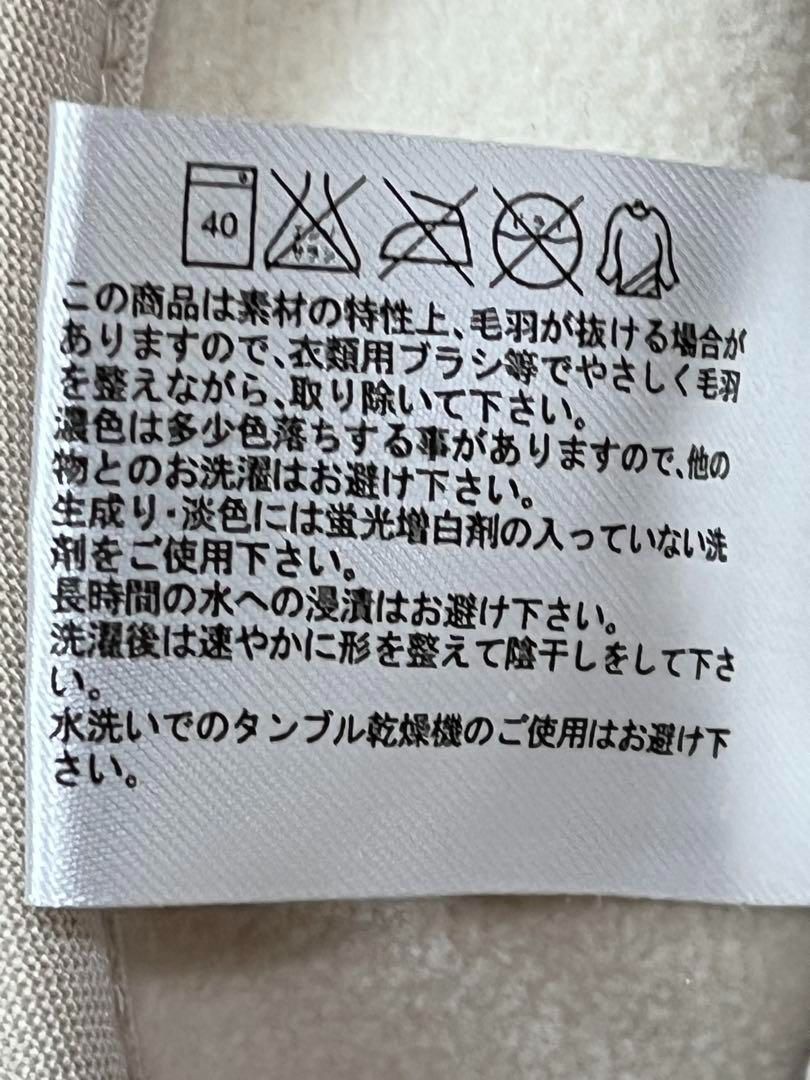 40
この商品は素材の特性上、毛羽が抜ける場合が
ありますので、衣類用ブラシ等でやさしく毛羽
を整えながら、取り除いて下さい。
濃色は多少色落ちする事がありますので、他の
物とのお洗濯はお避け下さい。
生成り・淡色には蛍光増白剤の入っていない洗
剤をご使用下さい。
長時間の水への浸漬はお避け下さい。
洗濯後は速やかに形を整えて陰干しをして下さ
い。
水洗いでのタンブル乾燥機のご使用はお避け下
さい。